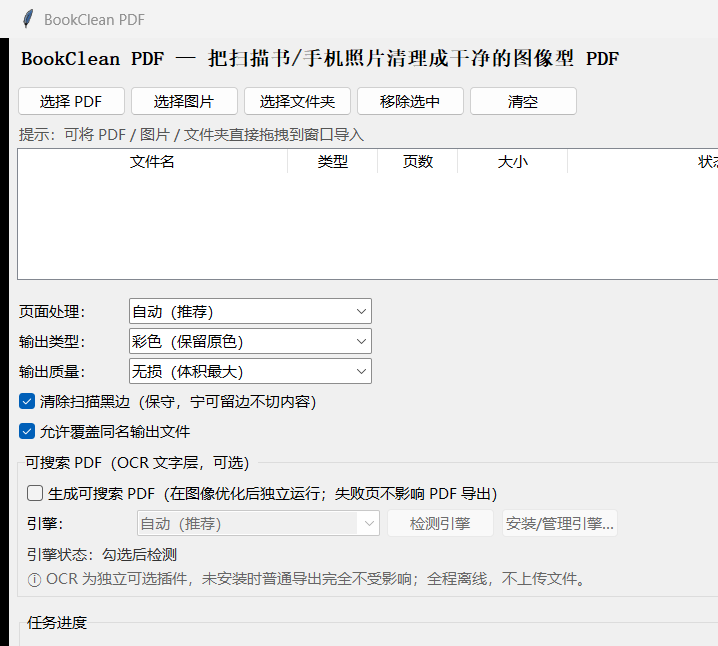 BookClean PDF
BookClean PDF — 把扫描书/手机照片清理成干净的图像型 PDF
选择 PDF 选择图片 选择文件夹 移除选中 清空
提示：可将 PDF / 图片 / 文件夹直接拖拽到窗口导入
文件名 类型 页数 大小
页面处理： 自动（推荐）
输出类型： 彩色（保留原色）
输出质量： 无损（体积最大）
清除扫描黑边（保守，宁可留边不切内容）
允许覆盖同名输出文件
可搜索 PDF（OCR 文字层，可选）
生成可搜索 PDF（在图像优化后独立运行；失败页不影响 PDF 导出）
引擎： 自动（推荐） 检测引擎 安装/管理引擎...
引擎状态：勾选后检测
ⓘ OCR 为独立可选插件，未安装时普通导出完全不受影响；全程离线，不上传文件。
任务进度